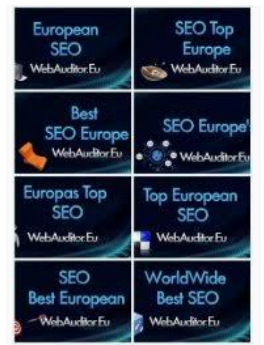 European
SEO
WebAuditor.Eu
SEO Top
Europe
WebAuditor.Eu
Best
SEO Europe
WebAuditor.Eu
SEO Europe'
WebAuditor.Eu
Europas Top
SEO
WebAuditor.Eu
Top European
SEO
WebAuditor.Eu
SEO
Best European
WebAuditor.Eu
WorldWide
Best SEO
WebAuditor.Eu